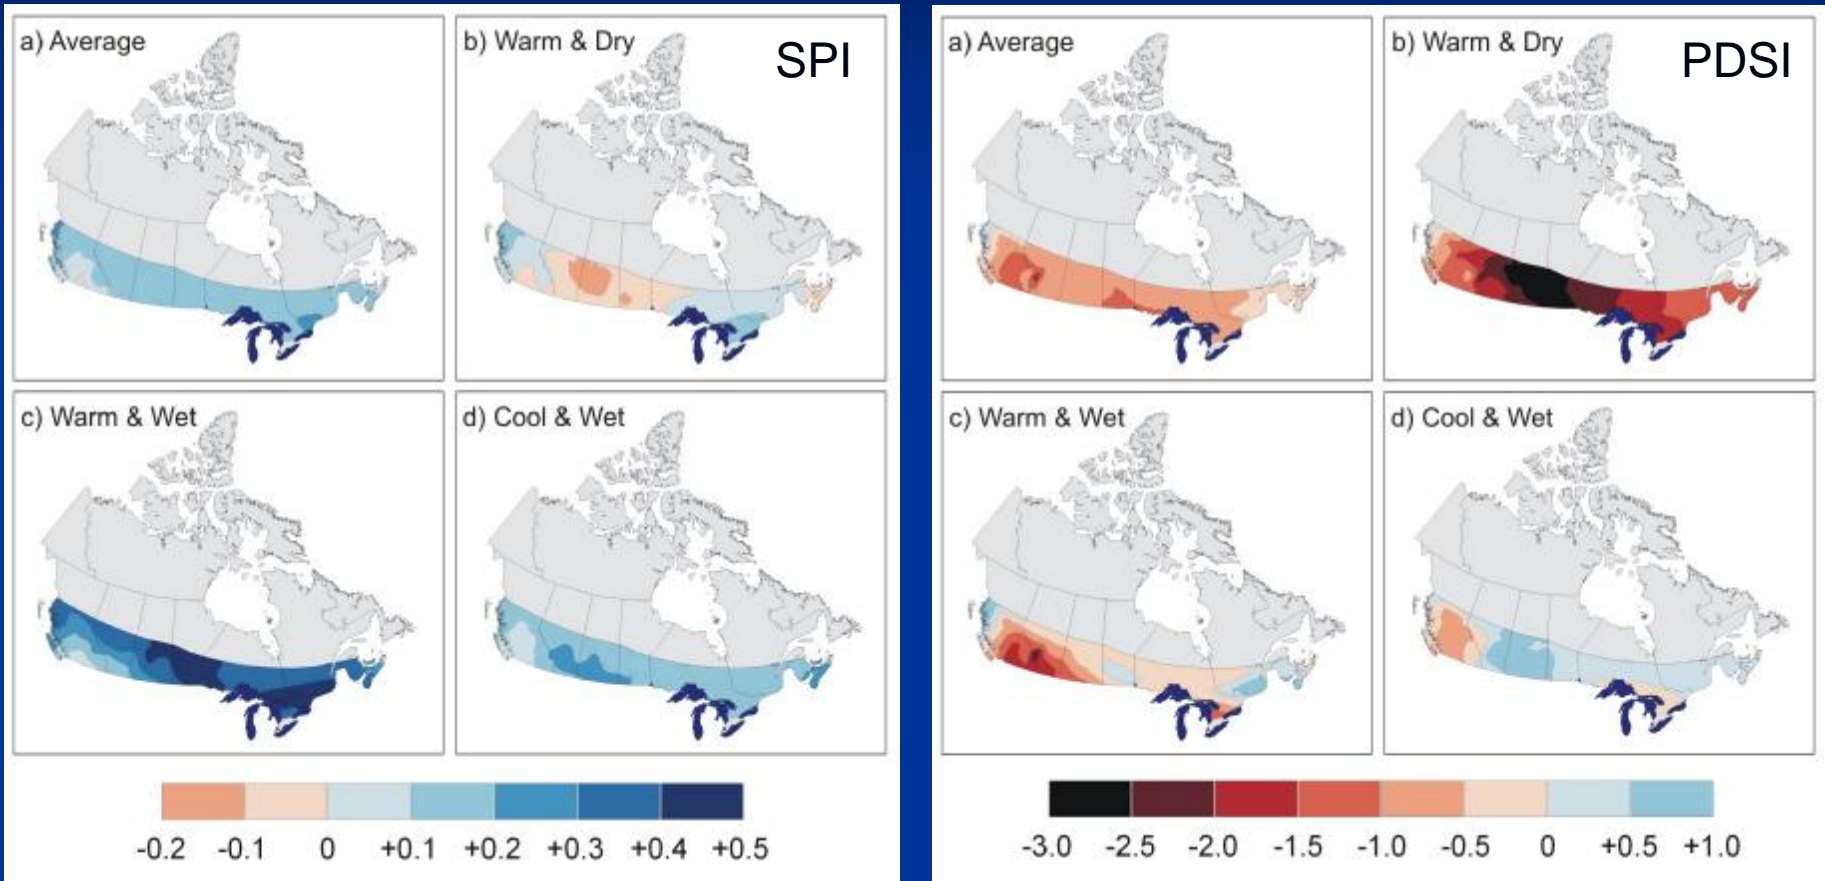 a) Average
b) Warm & Dry
SPI
c) Warm & Wet
d) Cool & Wet
-0.2 -0.1 0 +0.1 +0.2 +0.3 +0.4 +0.5
a) Average
b) Warm & Dry
PDSI
c) Warm & Wet
d) Cool & Wet
-3.0 -2.5 -2.0 -1.5 -1.0 -0.5 0 +0.5 +1.0